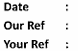 Date :
Our Ref :
Your Ref :